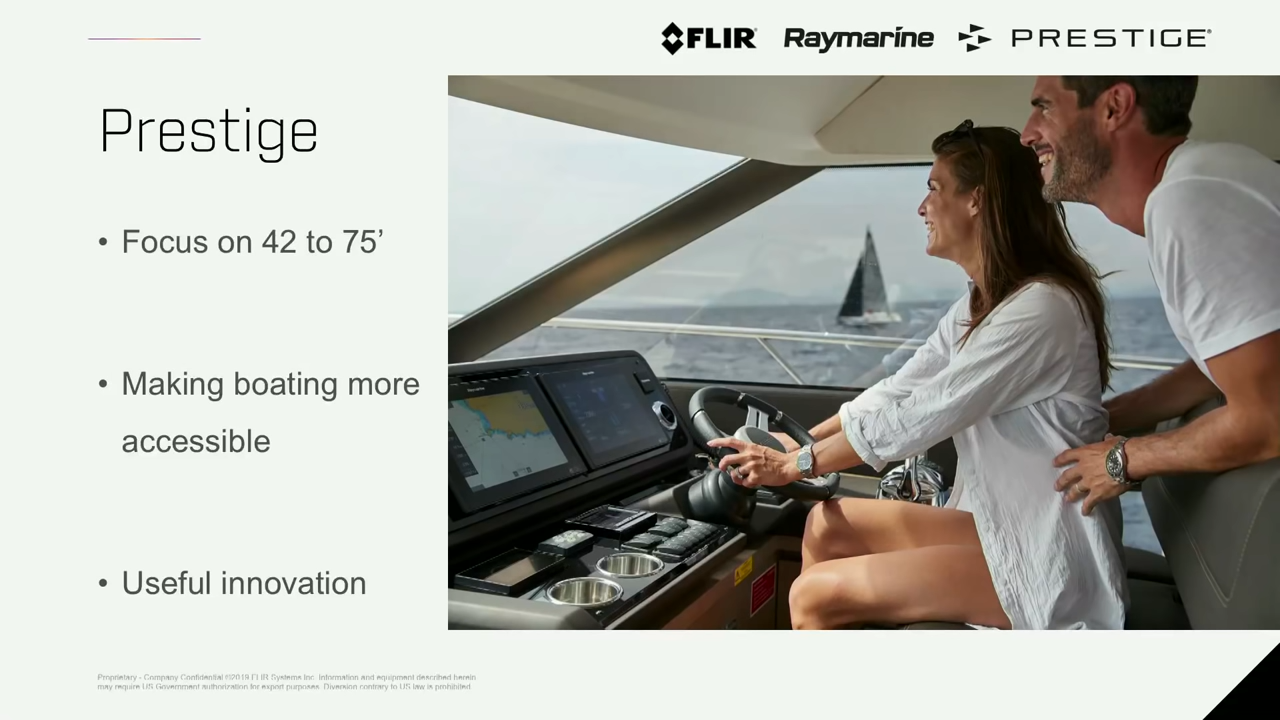 FLIR Raymarine PRESTIGE
Prestige
• Focus on 42 to 75’
• Making boating more
accessible
• Useful innovation
Proprietary - Company Confidential ©2019 FLIR Systems Inc. Information and equipment described herein
may require US Government authorization for export purposes. Diversion contrary to US law is prohibited.